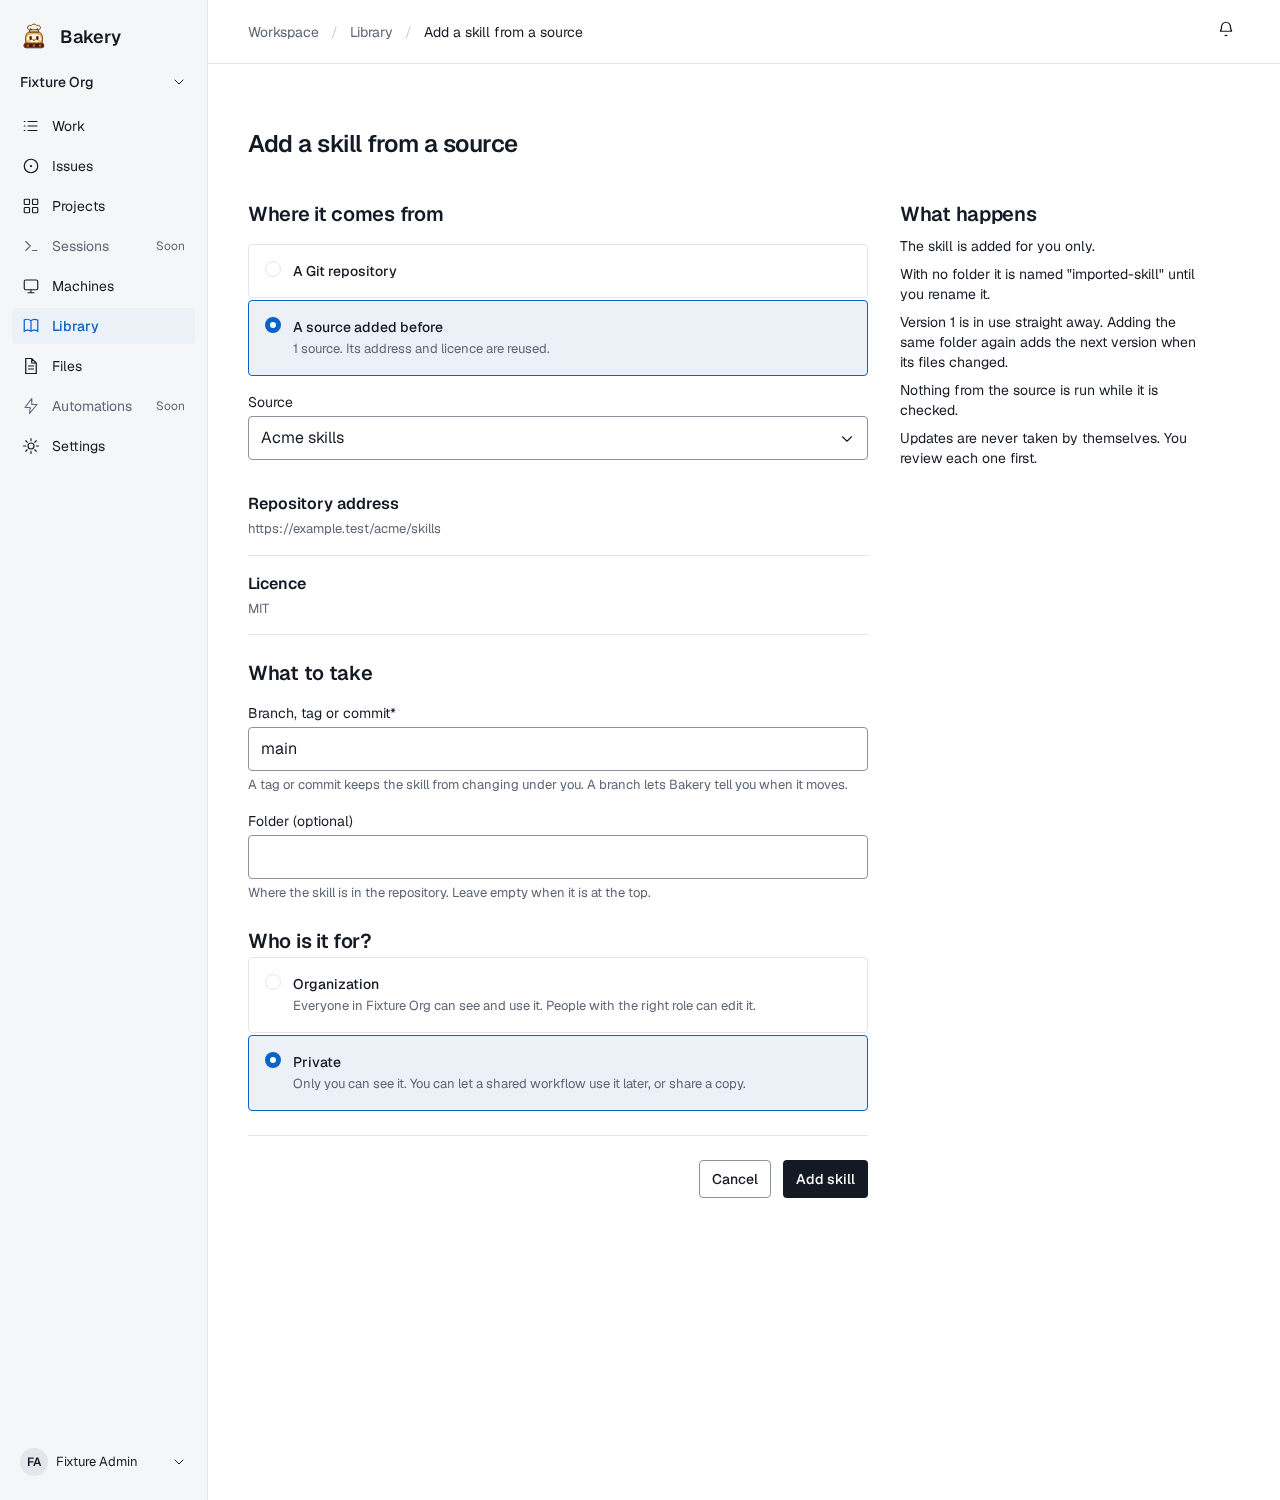 Bakery
Fixture Org
Work
Issues
Projects
Sessions Soon
Machines
Library
Files
Automations Soon
Settings
FA Fixture Admin
Workspace / Library / Add a skill from a source
Add a skill from a source
Where it comes from
A Git repository
A source added before
1 source. Its address and licence are reused.
Source
Acme skills
Repository address
https://example.test/acme/skills
Licence
MIT
What to take
Branch, tag or commit*
main
A tag or commit keeps the skill from changing under you. A branch lets Bakery tell you when it moves.
Folder (optional)
Where the skill is in the repository. Leave empty when it is at the top.
Who is it for?
Organization
Everyone in Fixture Org can see and use it. People with the right role can edit it.
Private
Only you can see it. You can let a shared workflow use it later, or share a copy.
Cancel
Add skill
What happens
The skill is added for you only.
With no folder it is named "imported-skill" until
you rename it.
Version 1 is in use straight away. Adding the
same folder again adds the next version when
its files changed.
Nothing from the source is run while it is
checked.
Updates are never taken by themselves. You
review each one first.